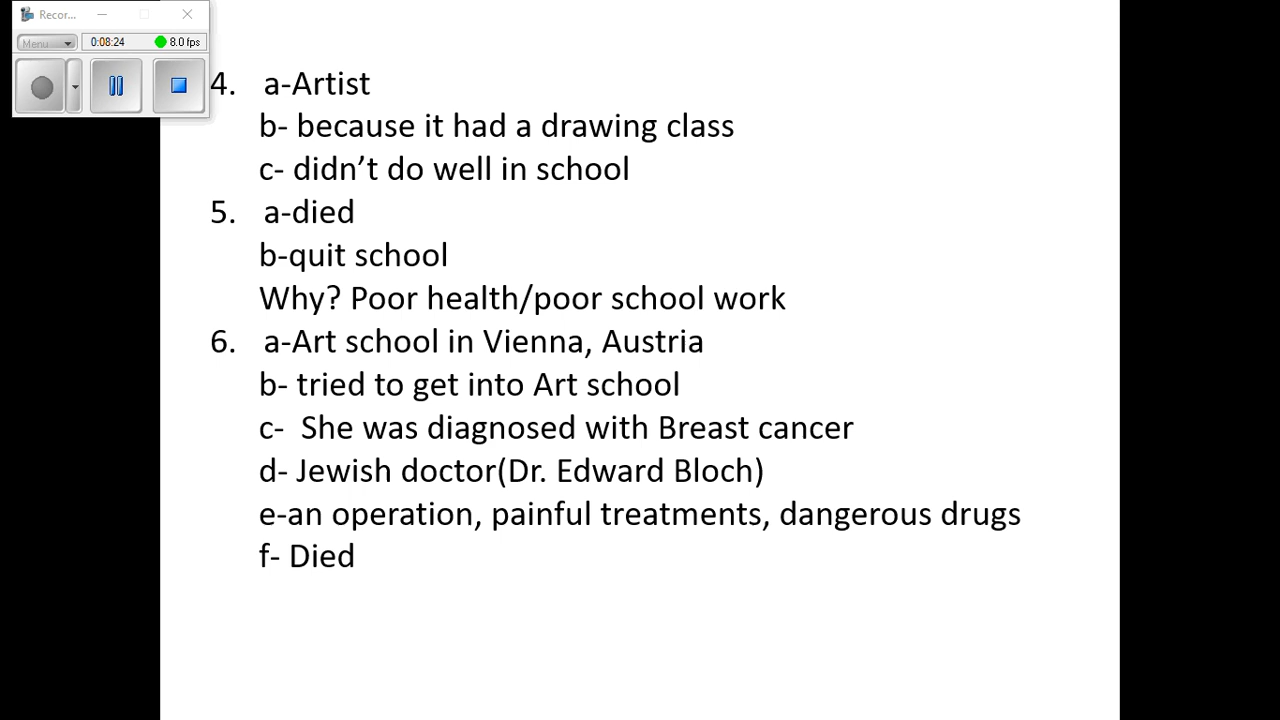 Recor...
Menu
0:08:24
8.0 fps
4. a-Artist
b- because it had a drawing class
c- didn’t do well in school
5. a-died
b-quit school
Why? Poor health/poor school work
6. a-Art school in Vienna, Austria
b- tried to get into Art school
c- She was diagnosed with Breast cancer
d- Jewish doctor(Dr. Edward Bloch)
e-an operation, painful treatments, dangerous drugs
f- Died